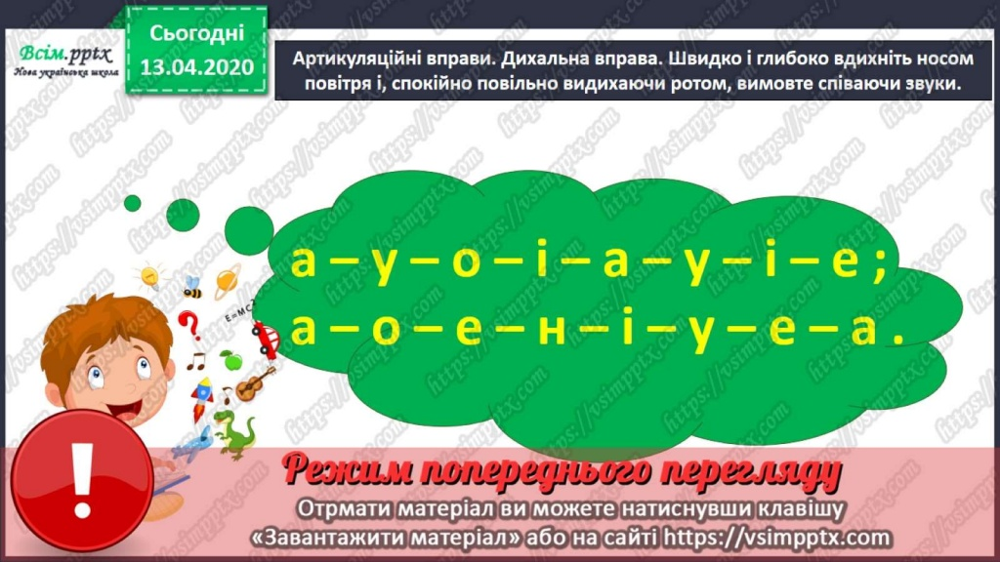 Всім.pptx
Нова українська школа
Сьогодні
13.04.2020
Артикуляційні вправи. Дихальна вправа. Швидко і глибоко вдихніть носом
повітря і, спокійно повільно видихаючи ротом, вимовте співаючи звуки.
а – у – о – і – а – у – і – е ;
а – о – е – н – і – у – е – а .
E=MC2
!
Режим попереднього перегляду
Отрмати матеріал ви можете натиснувши клавішу
«Завантажити матеріал» або на сайті https://vsimpptx.com